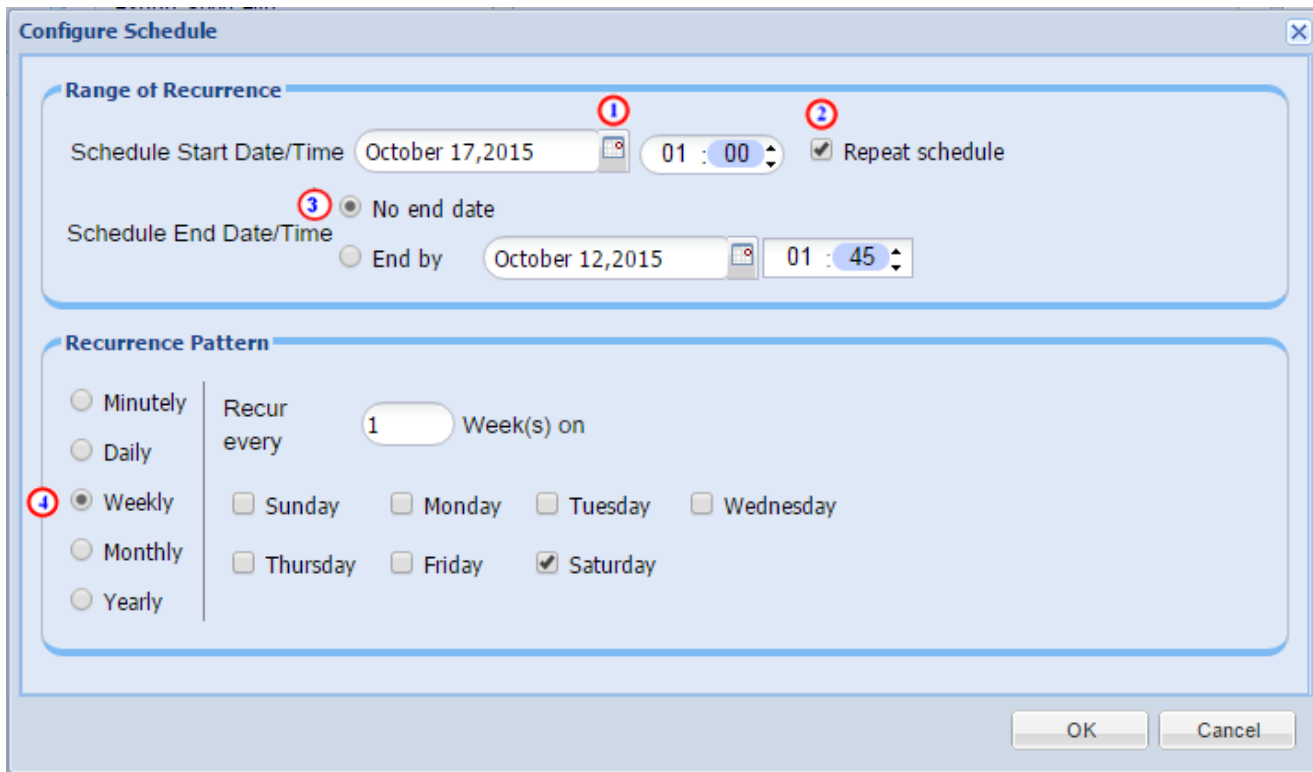 Configure Schedule
Range of Recurrence
1 2
Schedule Start Date/Time October 17,2015 01 : 00 Repeat schedule
3 No end date
Schedule End Date/Time
End by October 12,2015 01 : 45
Recurrence Pattern
Minutely
Recur every 1 Week(s) on
Daily
4 Weekly
Sunday Monday Tuesday Wednesday
Monthly
Thursday Friday Saturday
Yearly
OK Cancel